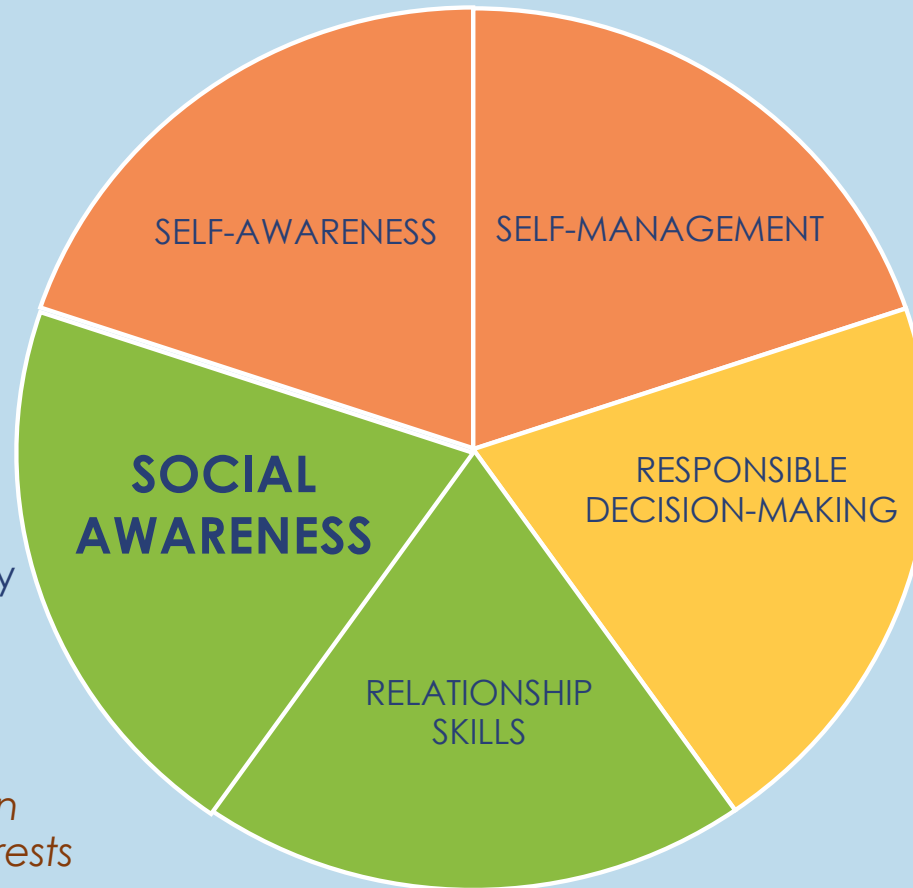 SELF-AWARENESS
SELF-MANAGEMENT
SOCIAL
AWARENESS
RESPONSIBLE
DECISION-MAKING
RELATIONSHIP
SKILLS